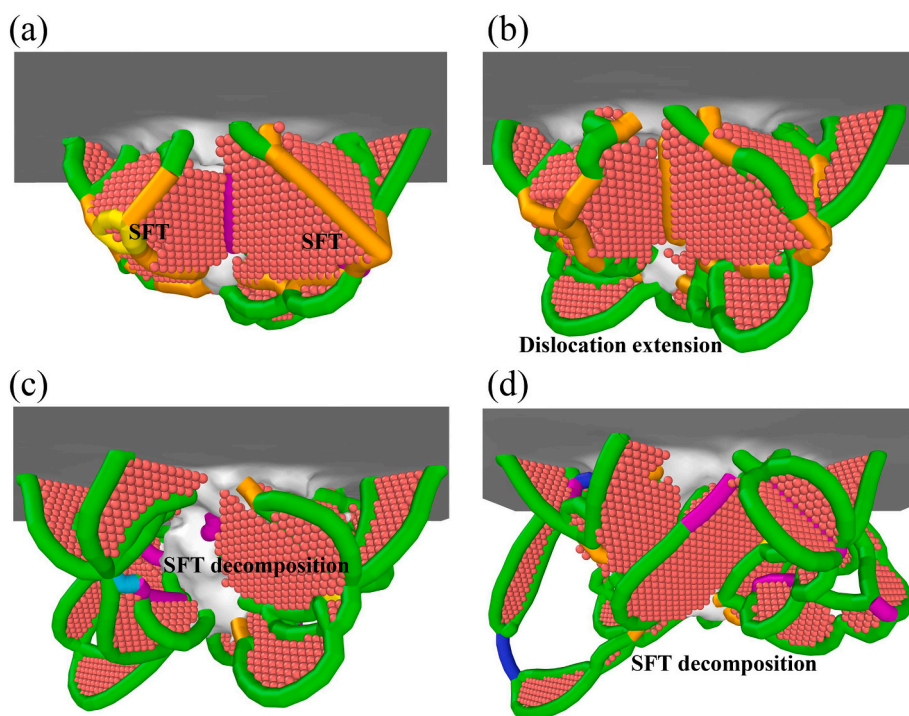 (a)
(b)
SFT
SFT
Dislocation extension
(c)
(d)
SFT decomposition
SFT decomposition